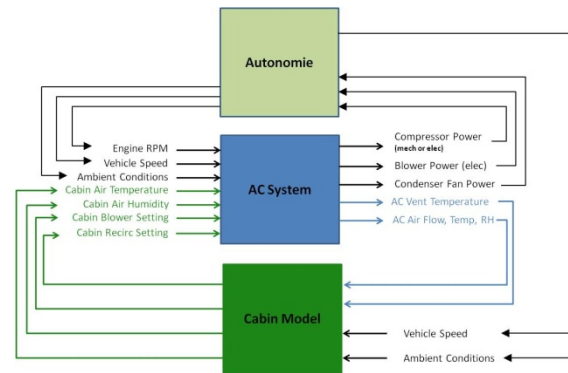 Autonomie
Engine RPM
Vehicle Speed
Ambient Conditions
Cabin Air Temperature
Cabin Air Humidity
Cabin Blower Setting
Cabin Recirc Setting
AC System
Compressor Power
(mech or elec)
Blower Power (elec)
Condenser Fan Power
AC Vent Temperature
AC Air Flow, Temp, RH
Cabin Model
Vehicle Speed
Ambient Conditions